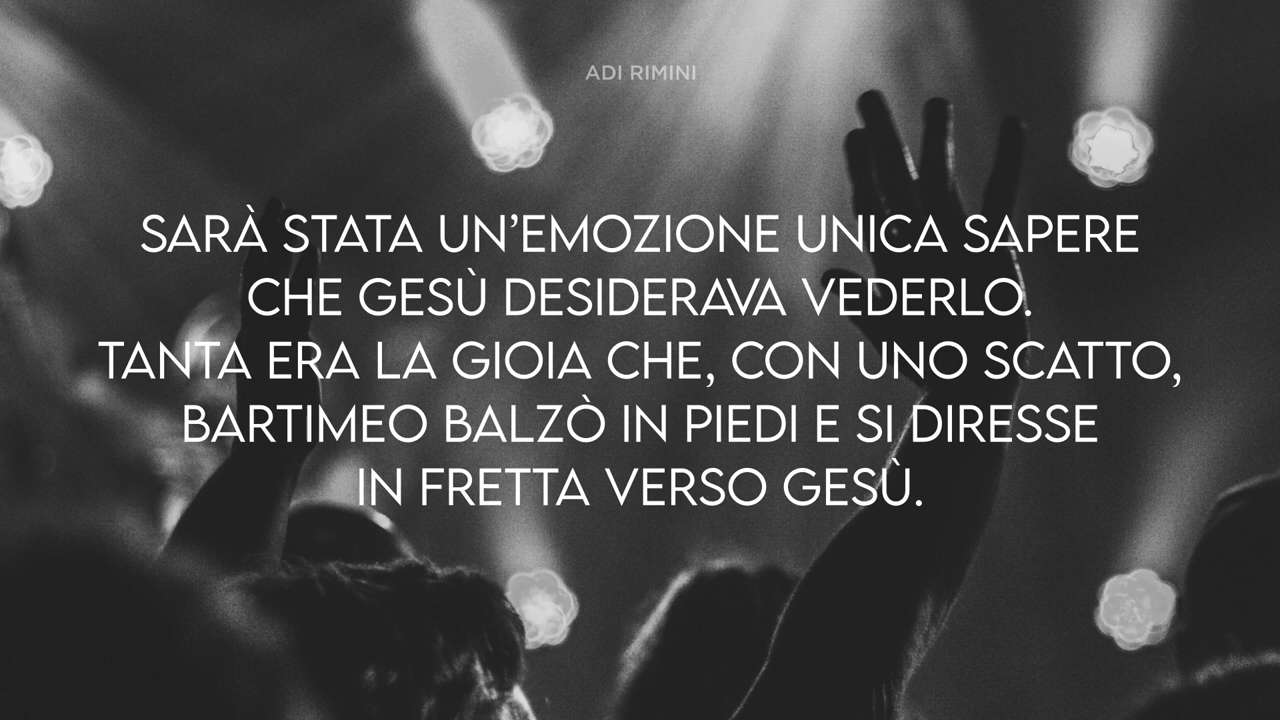 ADI RIMINI
SARÀ STATA UN'EMOZIONE UNICA SAPERE
CHE GESÙ DESIDERAVA VEDERLO.
TANTA ERA LA GIOIA CHE, CON UNO SCATTO,
BARTIMEO BALZÒ IN PIEDI E SI DIRESSE
IN FRETTA VERSO GESÙ.